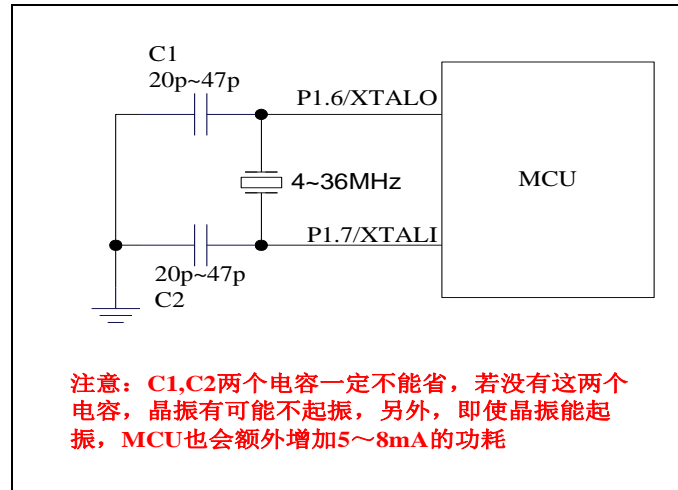 C1
20p~47p
P1.6/XTALO
4~36MHz
MCU
P1.7/XTALI
20p~47p
C2
注意：C1,C2两个电容一定不能省，若没有这两个
电容，晶振有可能不起振，另外，即使晶振能起
振，MCU也会额外增加5～8mA的功耗